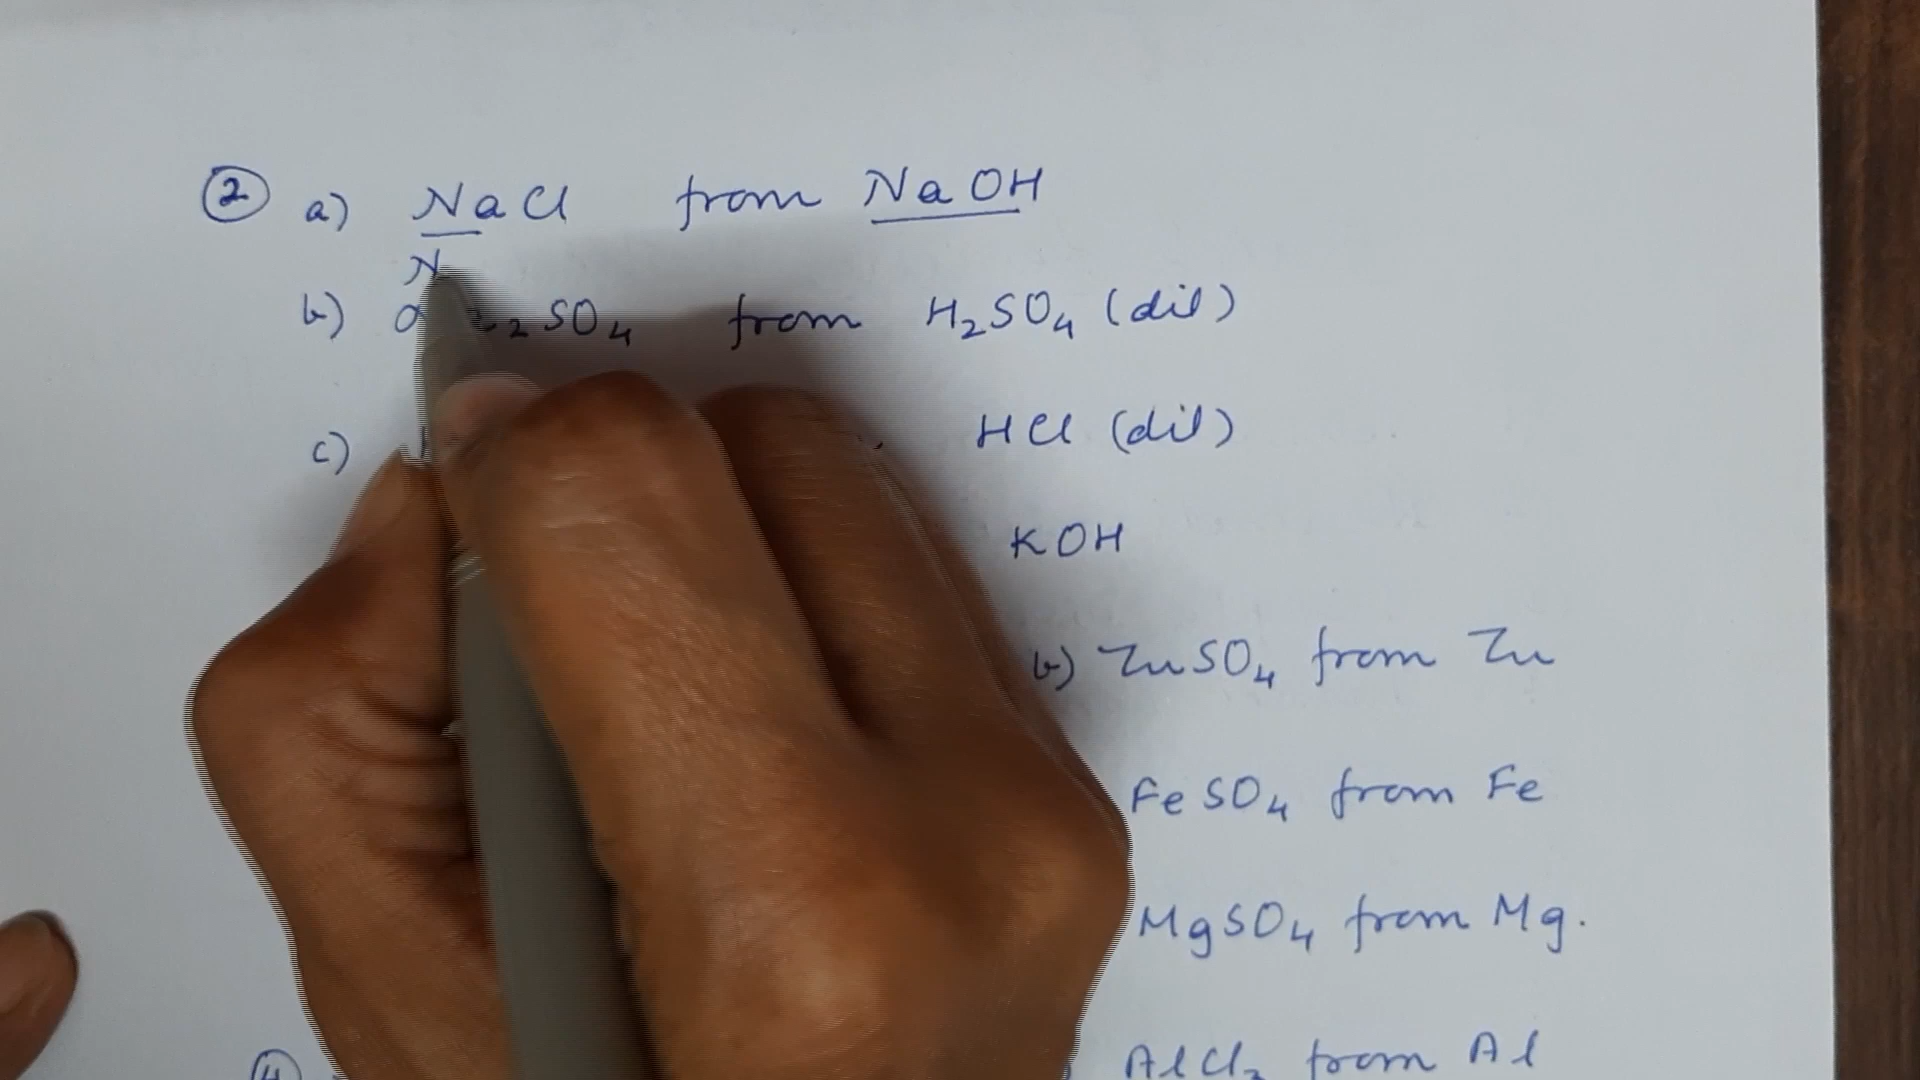 ② a) NaCl from NaOH
N
b) 2SO4 from H2SO4 (dil)
c) HCl (dil)
KOH
b) ZnSO4 from Zn
FeSO4 from Fe
MgSO4 from Mg.
④ AlCl3 from Al